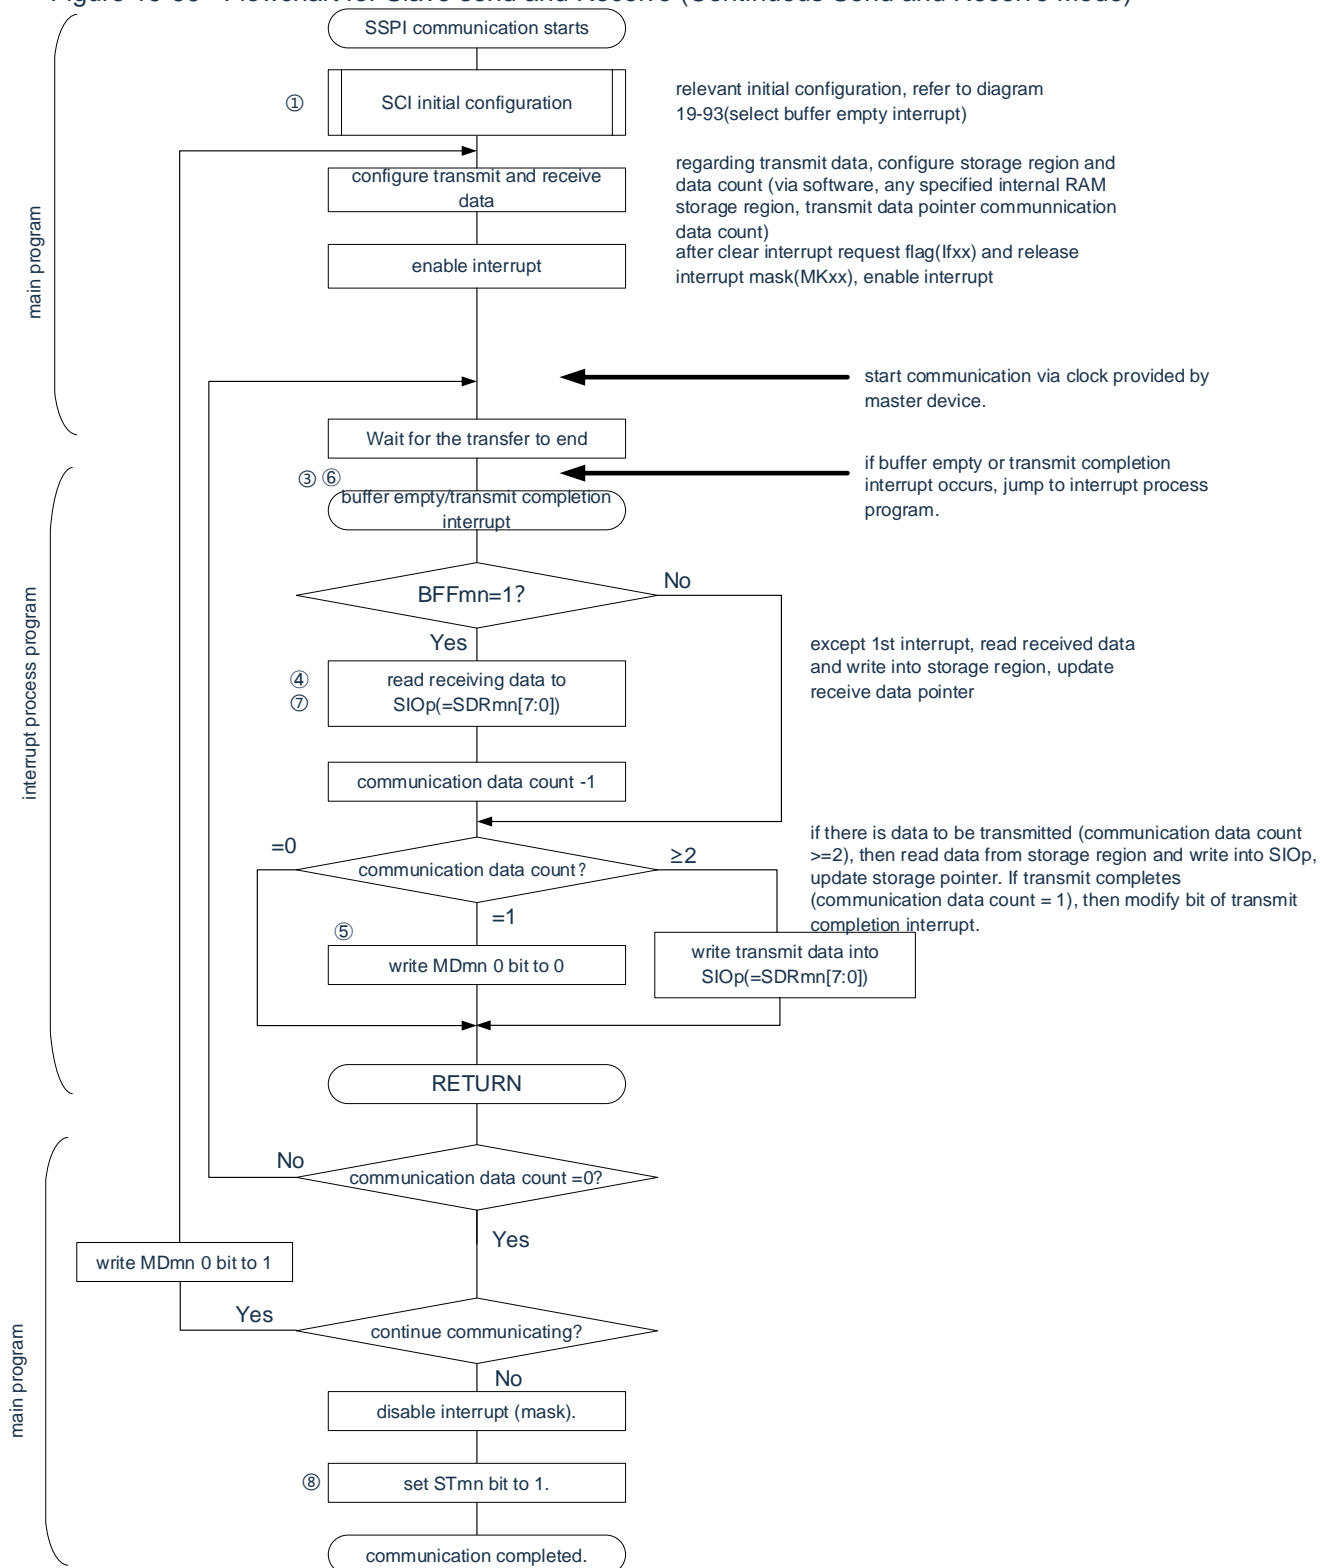 SSPI communication starts
①
SCI initial configuration
relevant initial configuration, refer to diagram
19-93(select buffer empty interrupt)
configure transmit and receive
data
regarding transmit data, configure storage region and
data count (via software, any specified internal RAM
storage region, transmit data pointer communnication
data count)
enable interrupt
after clear interrupt request flag(Ifxx) and release
interrupt mask(MKxx), enable interrupt
main program
start communication via clock provided by
master device.
Wait for the transfer to end
③ ⑥
if buffer empty or transmit completion
interrupt occurs, jump to interrupt process
program.
buffer empty/transmit completion
interrupt
BFFmn=1?
No
Yes
interrupt process program
④
⑦
read receiving data to
SIOp(=SDRmn[7:0])
except 1st interrupt, read received data
and write into storage region, update
receive data pointer
communication data count -1
=0
communication data count?
≥2
=1
if there is data to be transmitted (communication data count
>=2), then read data from storage region and write into SIOp,
update storage pointer. If transmit completes
(communication data count = 1), then modify bit of transmit
completion interrupt.
⑤
write MDmn 0 bit to 0
write transmit data into
SIOp(=SDRmn[7:0])
RETURN
No
communication data count =0?
Yes
write MDmn 0 bit to 1
Yes
continue communicating?
No
main program
disable interrupt (mask).
⑧
set STmn bit to 1.
communication completed.